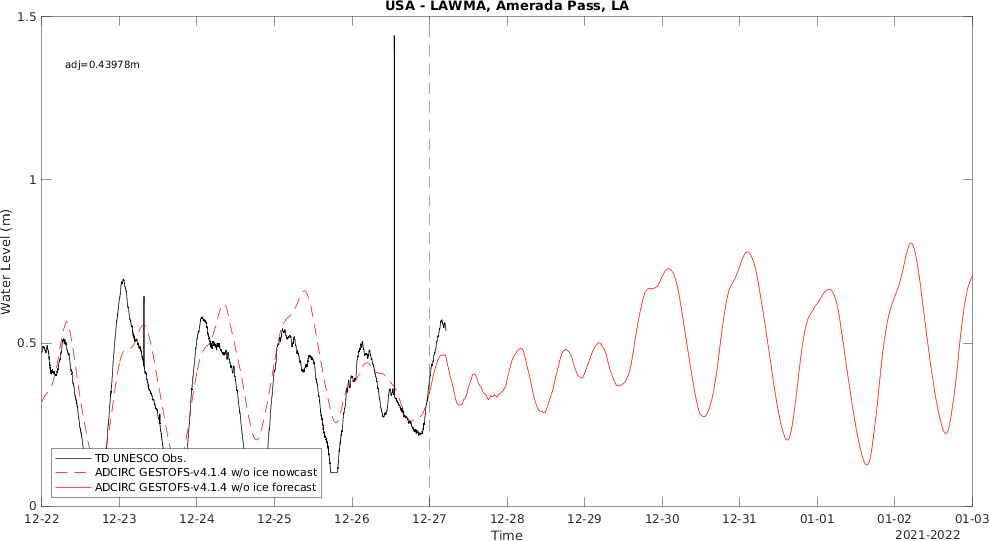 USA - LAWMA, Amerada Pass, LA
1.5
adj=0.43978m
1
Water Level (m)
0.5
TD UNESCO Obs.
ADCIRC GESTOFS-v4.1.4 w/o ice nowcast
ADCIRC GESTOFS-v4.1.4 w/o ice forecast
0
12-22 12-23 12-24 12-25 12-26 12-27 12-28 12-29 12-30 12-31 01-01 01-02 01-03
Time
2021-2022